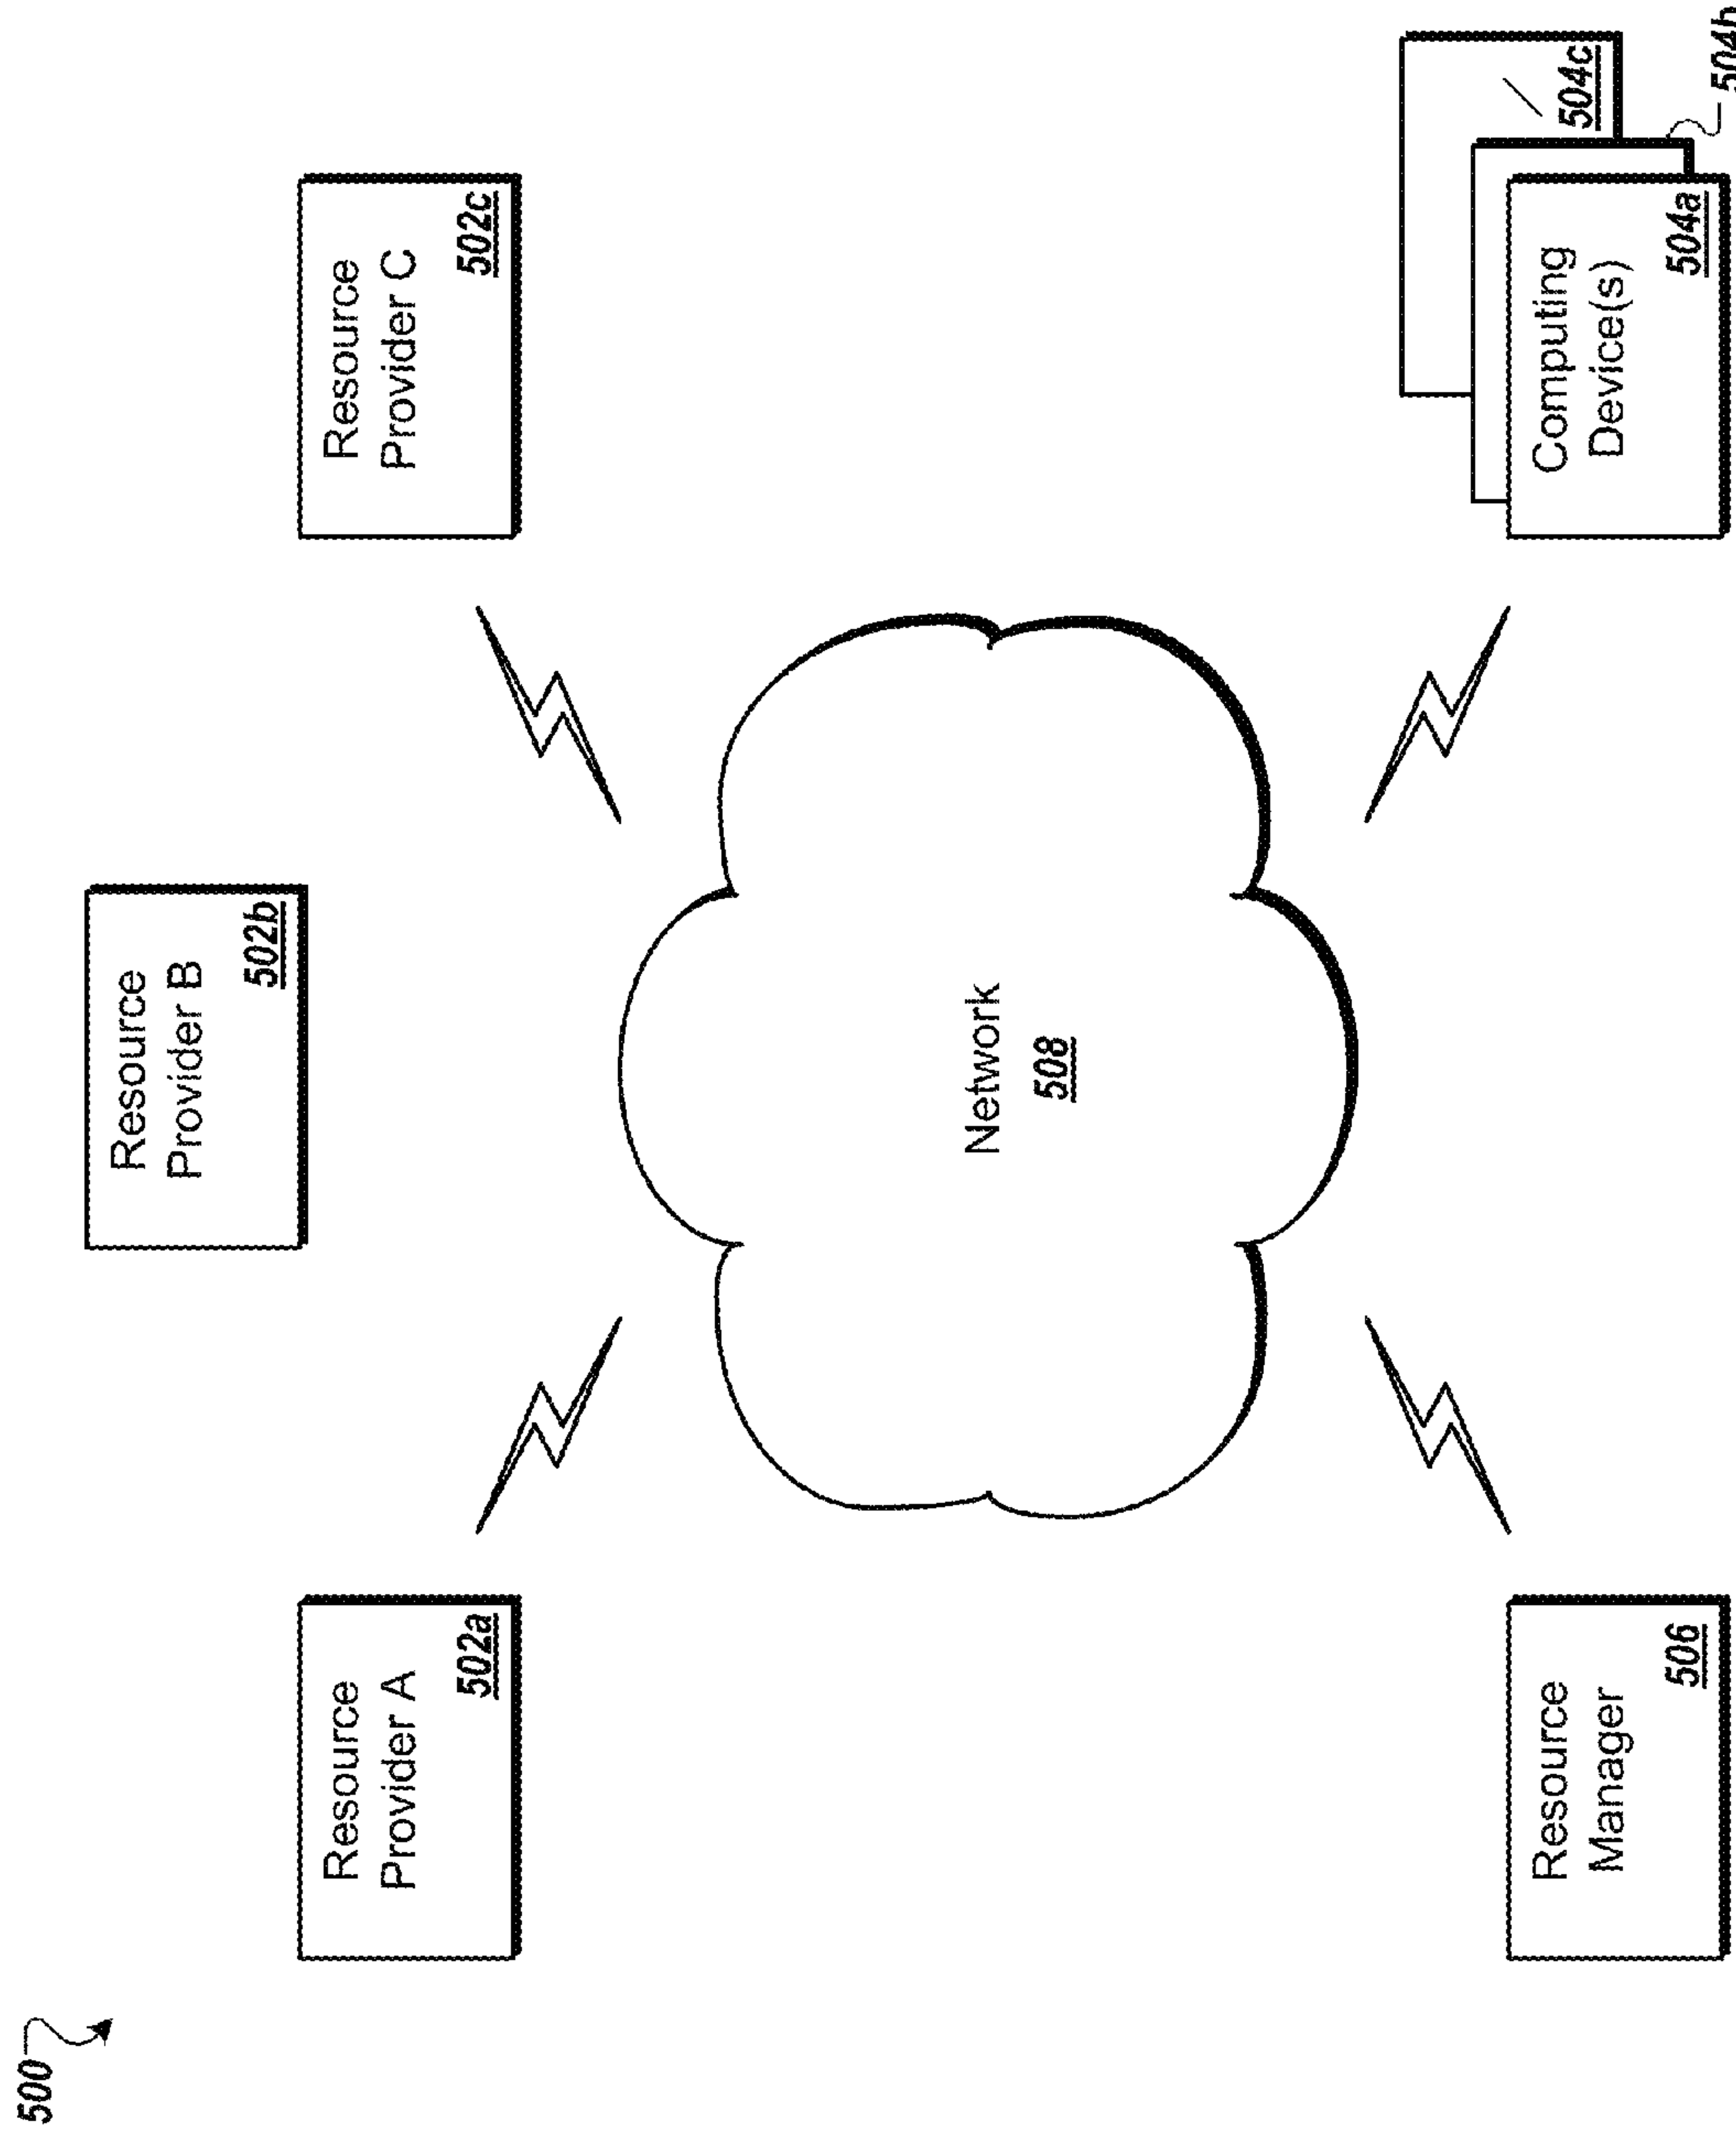 500
Resource
Provider B
502b
Resource
Provider A
502a
Resource
Provider C
502c
Network
508
Resource
Manager
506
Computing
Device(s)
504a
504b
504c